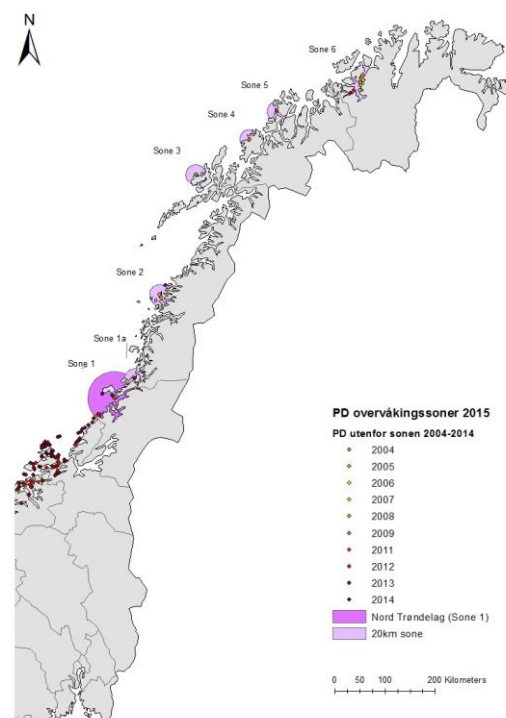 N
Sone 6
Sone 5
Sone 4
Sone 3
Sone 2
Sone 1a
Sone 1
PD overvåkingssoner 2015
PD utenfor sonen 2004-2014
2004
2005
2006
2007
2008
2009
2011
2012
2013
2014
Nord Trøndelag (Sone 1)
20km sone
0 50 100 200 Kilometers